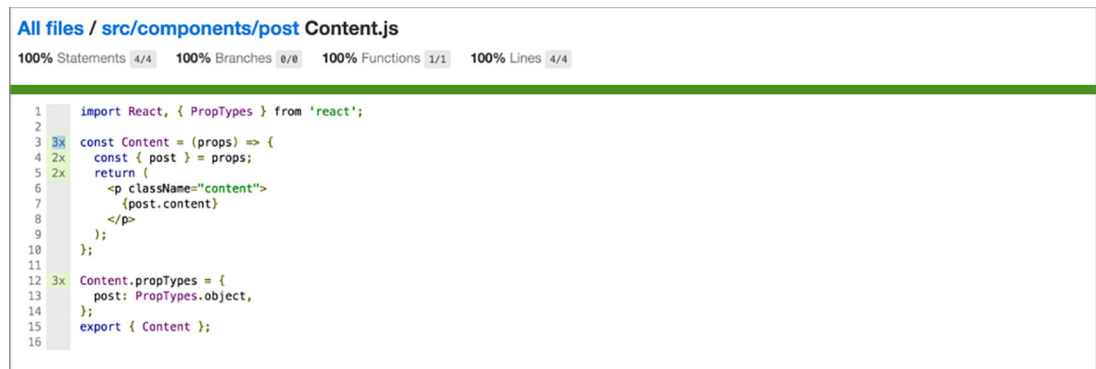 All files / src/components/post Content.js
100% Statements 4/4 100% Branches 0/0 100% Functions 1/1 100% Lines 4/4
1 import React, { PropTypes } from 'react';
2
3 3x const Content = (props) => {
4 2x const { post } = props;
5 2x return (
6 <p className="content">
7 {post.content}
8 </p>
9 );
10 };
11
12 3x Content.propTypes = {
13 post: PropTypes.object,
14 };
15 export { Content };
16